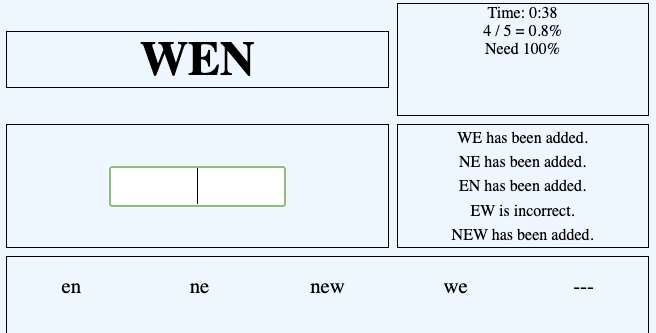 WEN
Time: 0:38
4 / 5 = 0.8%
Need 100%
WE has been added.
NE has been added.
EN has been added.
EW is incorrect.
NEW has been added.
en ne new we ---